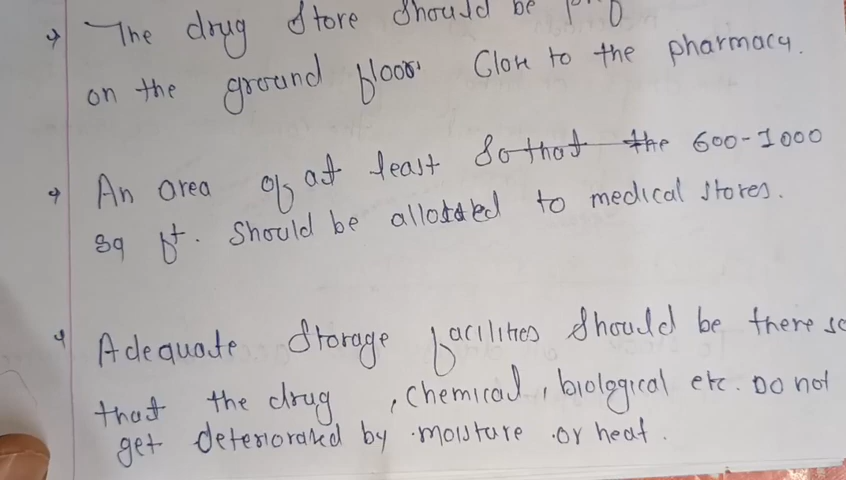 The drug store should be
on the ground floor. Close to the pharmacy.
An area of at least so that the 600-1000
sq ft. should be allotted to medical stores.
Adequate storage facilities should be there so
that the drug , chemical, biological etc. Do not
get deteriorated by moisture or heat.